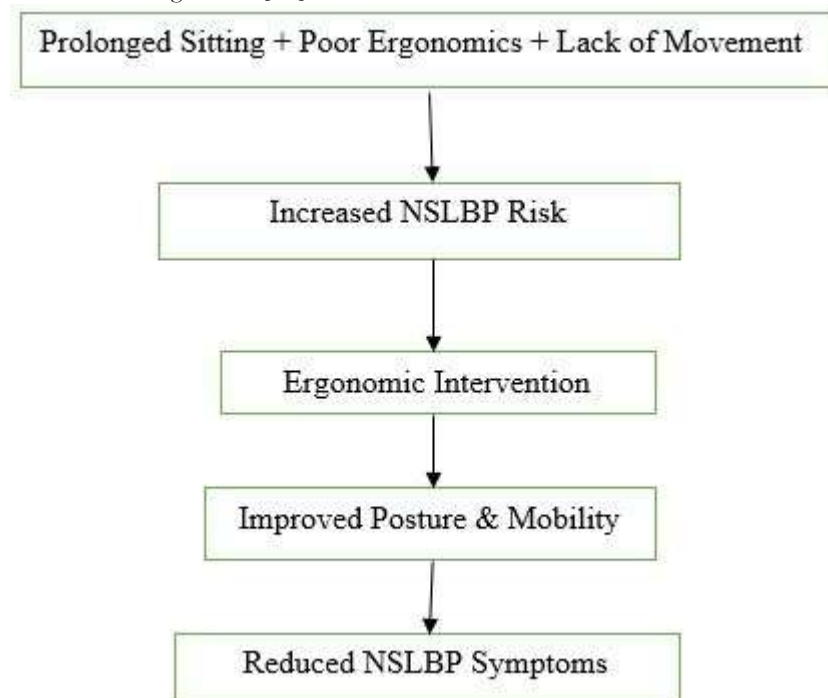 Prolonged Sitting + Poor Ergonomics + Lack of Movement
Increased NSLBP Risk
Ergonomic Intervention
Improved Posture & Mobility
Reduced NSLBP Symptoms